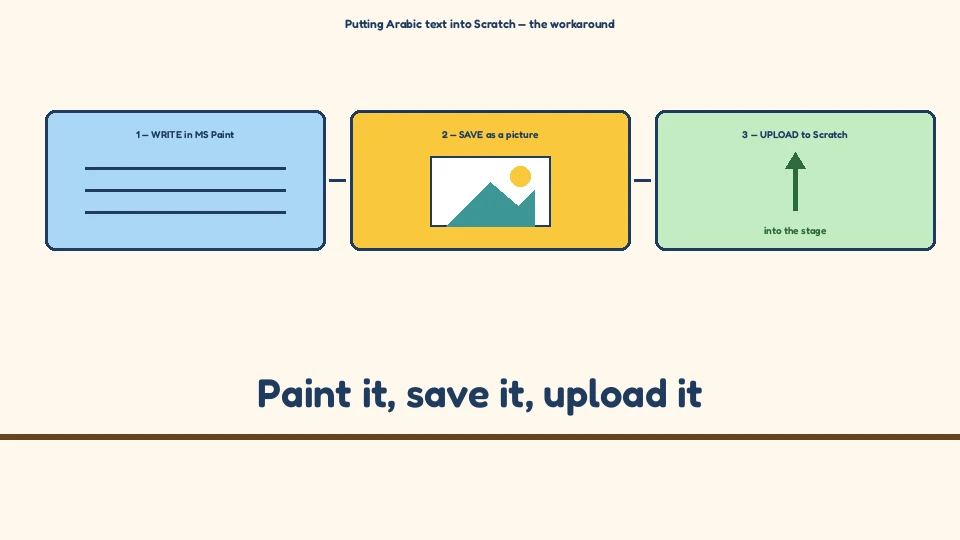 Putting Arabic text into Scratch — the workaround
1 — WRITE in MS Paint
2 — SAVE as a picture
3 — UPLOAD to Scratch
into the stage
Paint it, save it, upload it